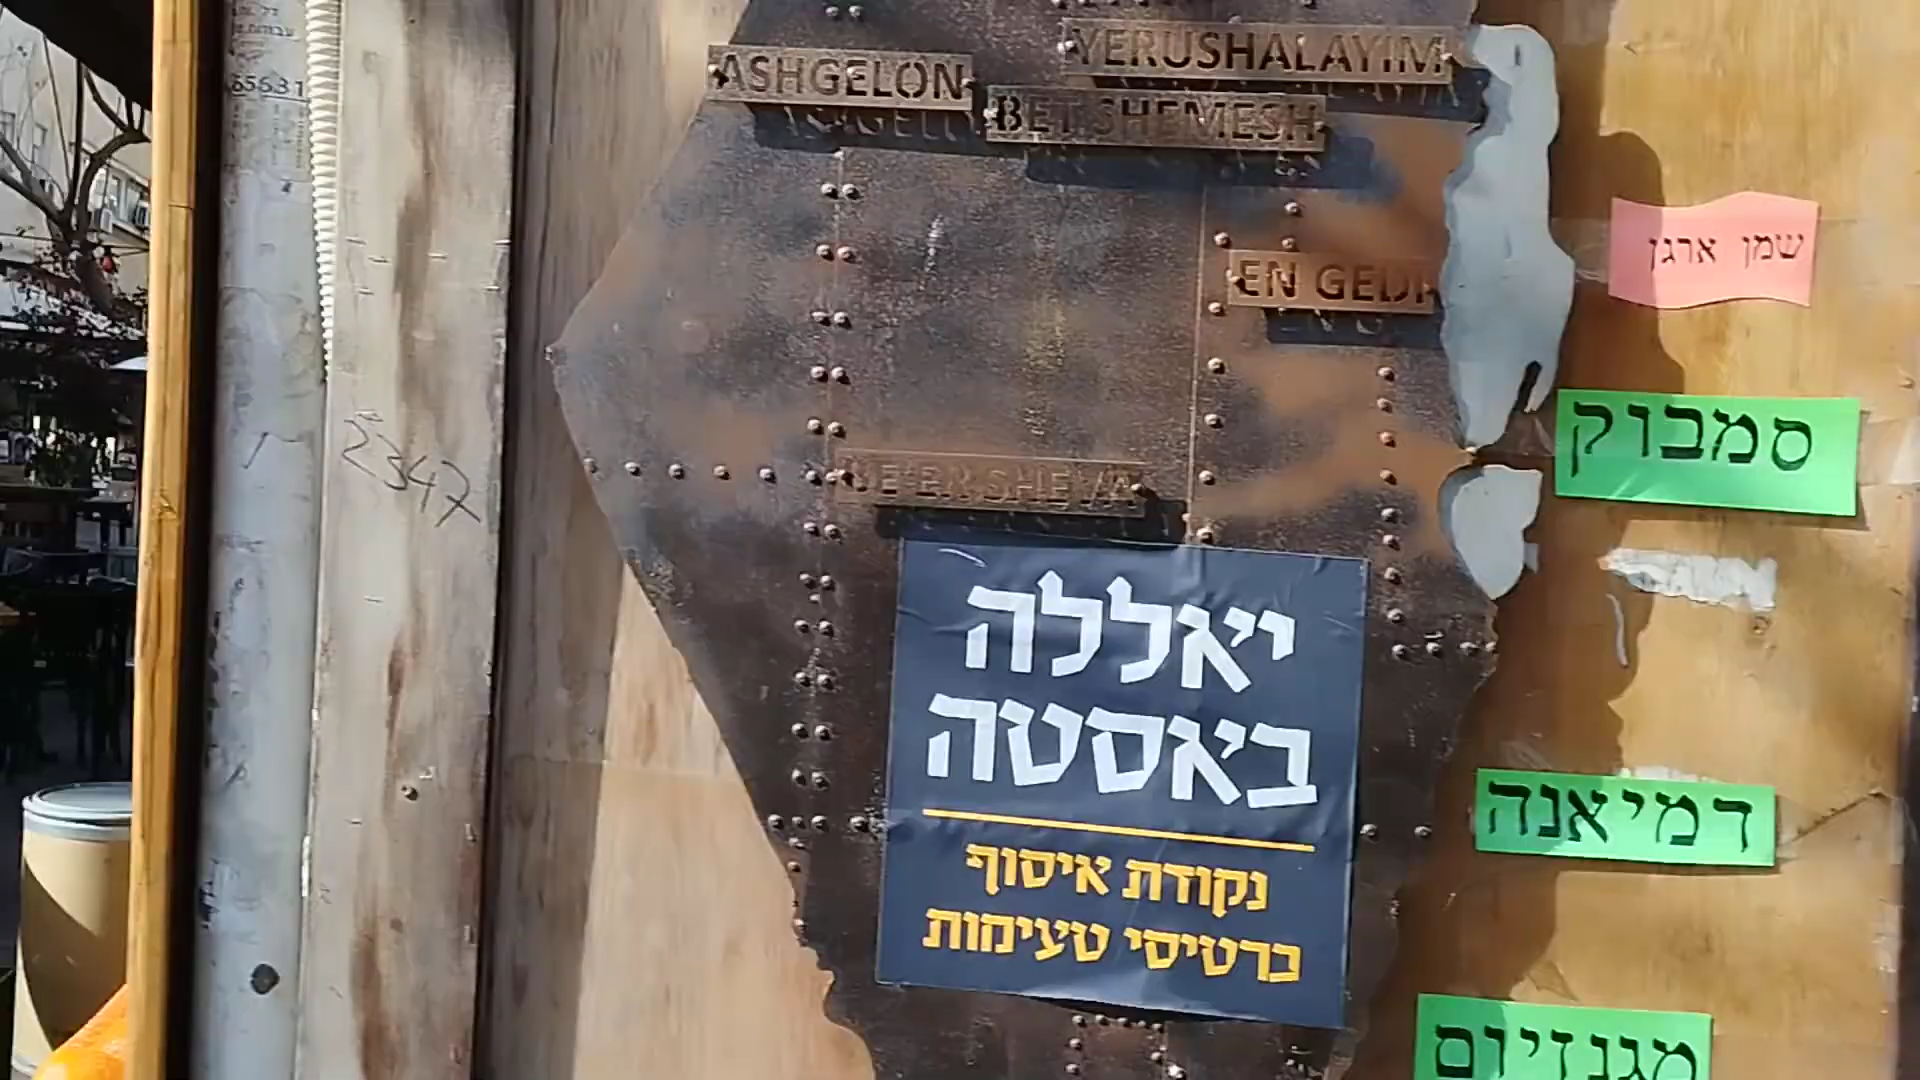 65631
YERUSHALAYIM
ASHGELON
BET SHEMESH
EN GEDI
BE'ER SHEVA
2347
יאללה
באסטה
נקודת איסוף
כרטיסי טעימות
שמן ארגן
סמבוק
דמיאנה
מגנזיום